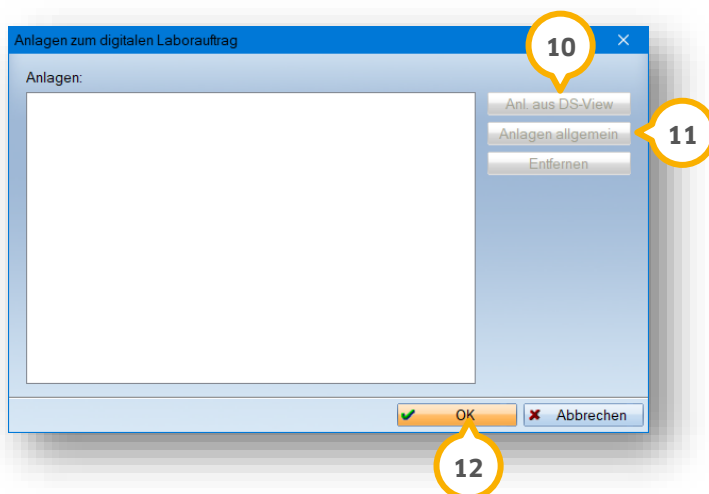 Anlagen zum digitalen Laborauftrag
10
Anlagen:
Anl. aus DS-View
Anlagen allgemein
11
Entfernen
OK
Abbrechen
12